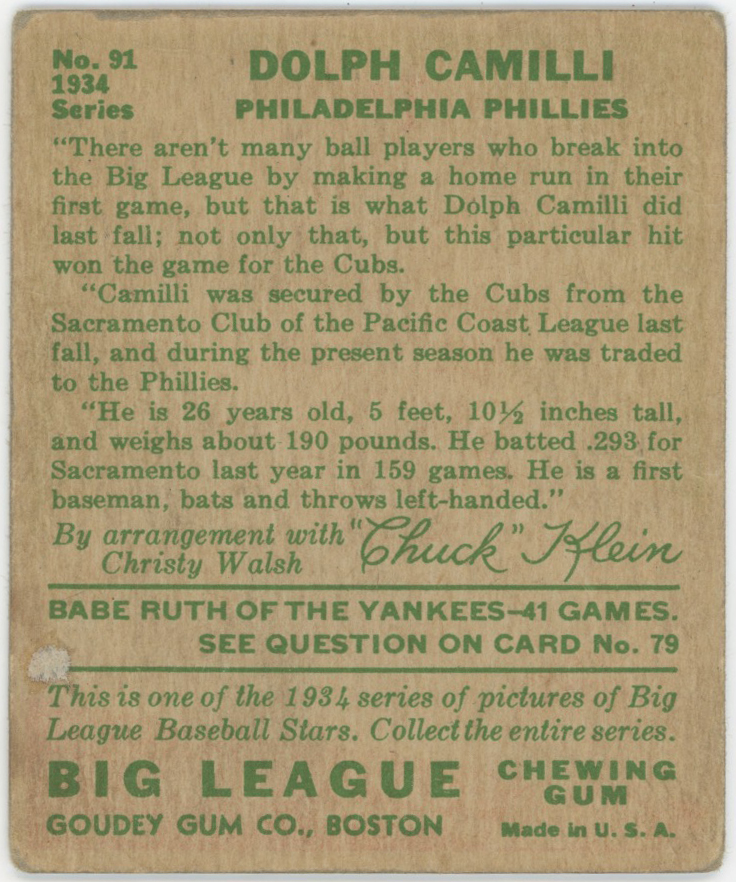 No. 91
1934
Series
DOLPH CAMILLI
PHILADELPHIA PHILLIES
"There aren't many ball players who break into
the Big League by making a home run in their
first game, but that is what Dolph Camilli did
last fall; not only that, but this particular hit
won the game for the Cubs.
"Camilli was secured by the Cubs from the
Sacramento Club of the Pacific Coast League last
fall, and during the present season he was traded
to the Phillies.
"He is 26 years old, 5 feet, 10½ inches tall,
and weighs about 190 pounds. He batted .293 for
Sacramento last year in 159 games. He is a first
baseman, bats and throws left-handed."
By arrangement with
Christy Walsh
"Chuck" Klein
BABE RUTH OF THE YANKEES—41 GAMES.
SEE QUESTION ON CARD No. 79
This is one of the 1934 series of pictures of Big
League Baseball Stars. Collect the entire series.
BIG LEAGUE
CHEWING
GUM
GOUDEY GUM CO., BOSTON
Made in U. S. A.